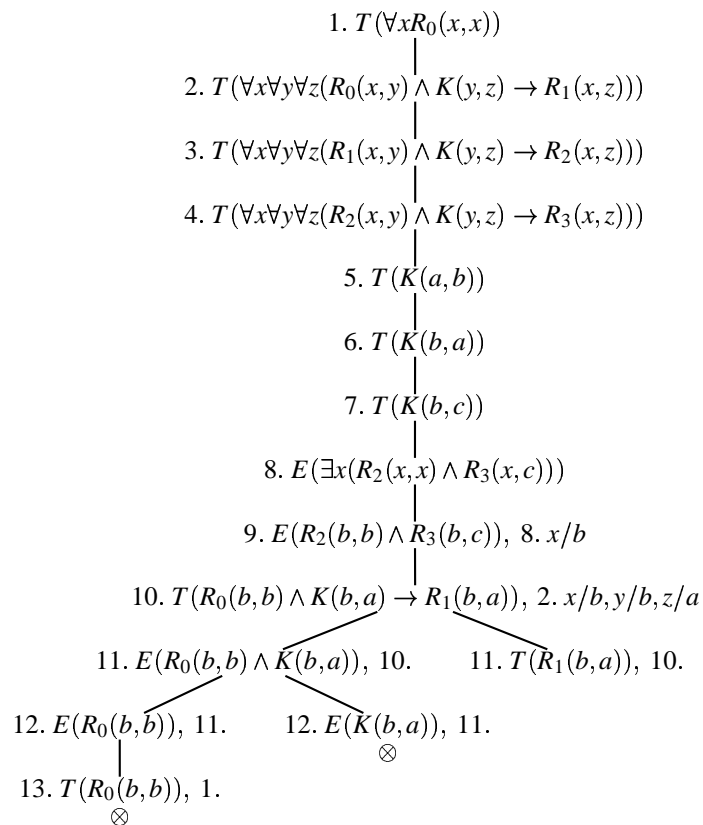 1. T(∀xR₀(x,x))
2. T(∀x∀y∀z(R₀(x,y)∧K(y,z)→R₁(x,z)))
3. T(∀x∀y∀z(R₁(x,y)∧K(y,z)→R₂(x,z)))
4. T(∀x∀y∀z(R₂(x,y)∧K(y,z)→R₃(x,z)))
5. T(K(a,b))
6. T(K(b,a))
7. T(K(b,c))
8. E(∃x(R₂(x,x)∧R₃(x,c)))
9. E(R₂(b,b)∧R₃(b,c)), 8. x/b
10. T(R₀(b,b)∧K(b,a)→R₁(b,a)), 2. x/b,y/b,z/a
11. E(R₀(b,b)∧K(b,a)), 10. 11. T(R₁(b,a)), 10.
12. E(R₀(b,b)), 11. 12. E(K(b,a)), 11.
⊗
13. T(R₀(b,b)), 1.
⊗